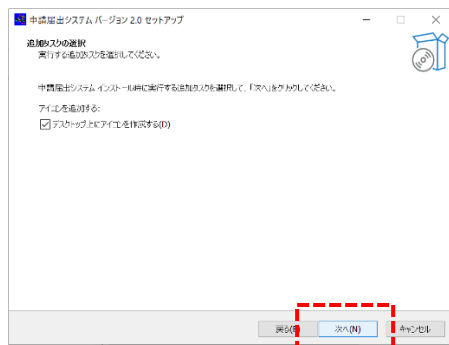 申請届出システム バージョン 2.0 セットアップ
追加タスクの選択
実行する追加タスクを選択してください。
申請届出システム インストール時に実行する追加タスクを選択して、「次へ」をクリックしてください。
アイコンを追加する:
デスクトップ上にアイコンを作成する(D)
戻る(B)
次へ(N)
キャンセル